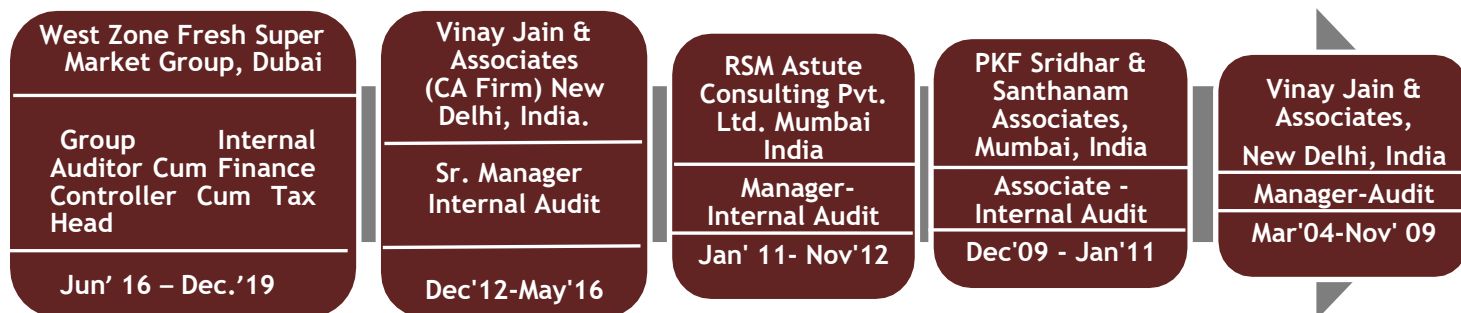 West Zone Fresh Super
Market Group, Dubai
Group Internal
Auditor Cum Finance
Controller Cum Tax
Head
Jun’ 16 – Dec.’19
Vinay Jain &
Associates
(CA Firm) New
Delhi, India.
Sr. Manager
Internal Audit
Dec'12-May'16
RSM Astute
Consulting Pvt.
Ltd. Mumbai
India
Manager-
Internal Audit
Jan' 11- Nov'12
PKF Sridhar &
Santhanam
Associates,
Mumbai, India
Associate -
Internal Audit
Dec'09 - Jan'11
Vinay Jain &
Associates,
New Delhi, India
Manager-Audit
Mar'04-Nov' 09